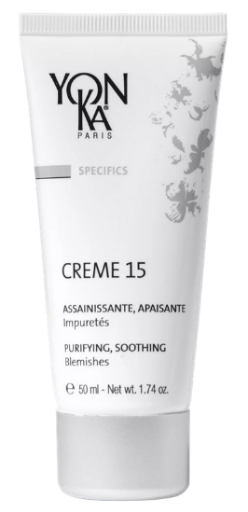 YON
KA®
PARIS
SPECIFICS
CREME 15
ASSAINISSANTE, APAISANTE
Impuretés
PURIFYING, SOOTHING
Blemishes
℮ 50 ml - Net wt. 1.74 oz.